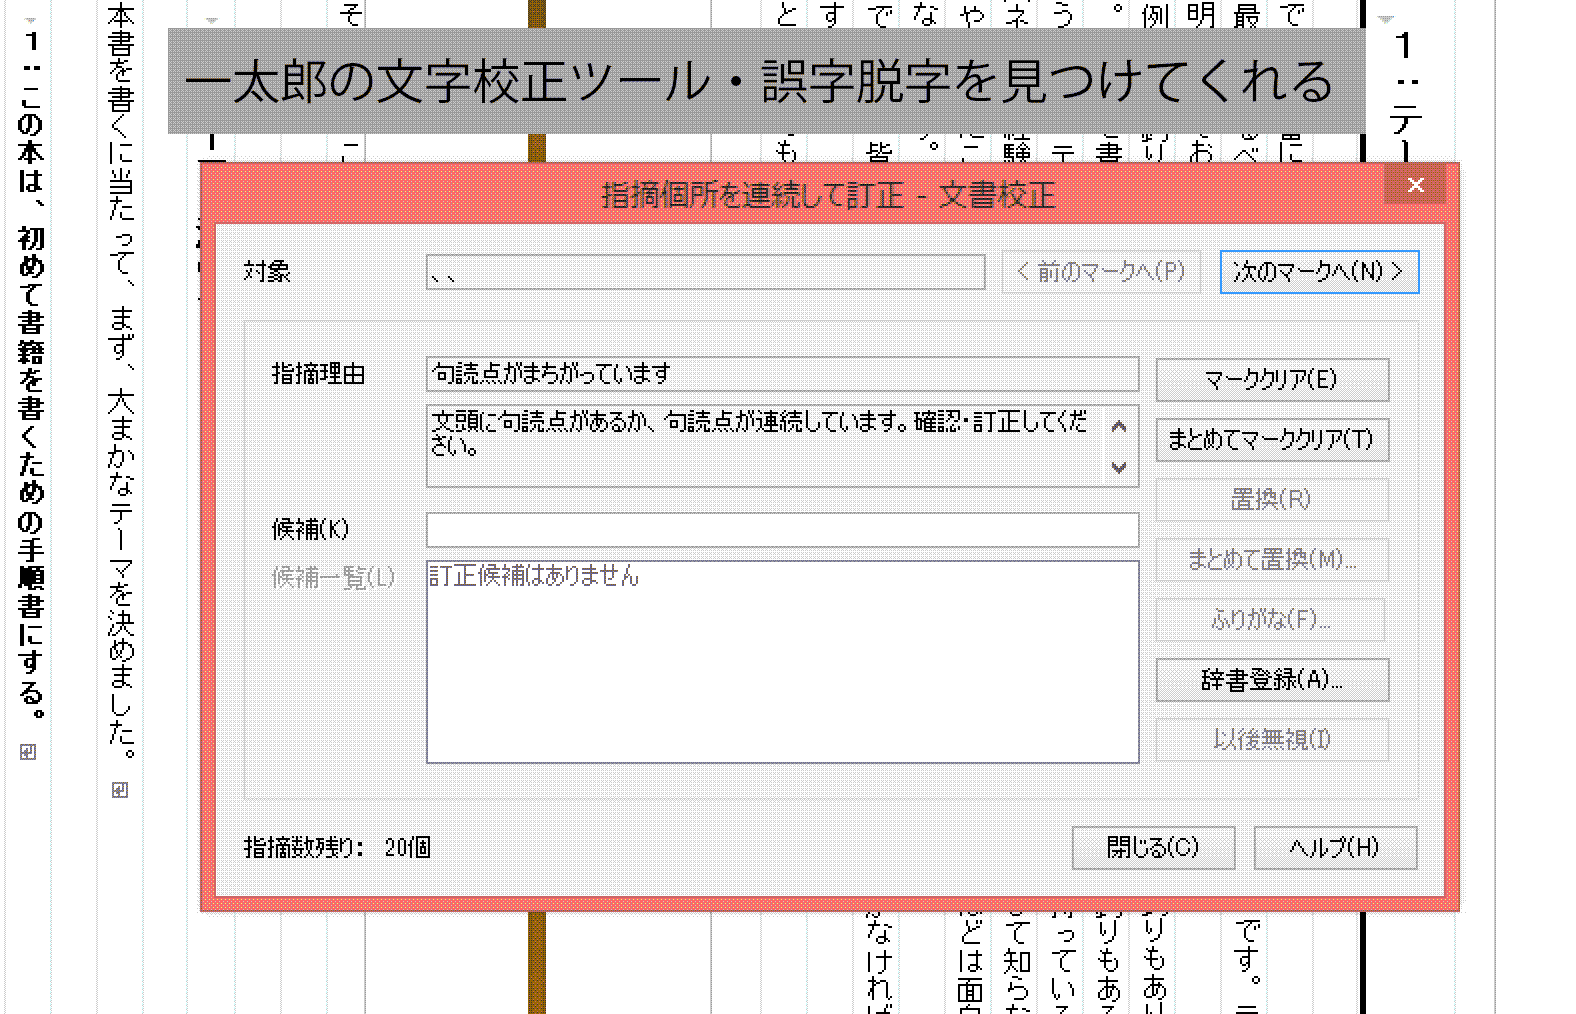 一太郎の文字校正ツール・誤字脱字を見つけてくれる
指摘個所を連続して訂正 - 文書校正
対象
、、
< 前のマークへ(P)
次のマークへ(N) >
指摘理由
句読点がまちがっています
マーククリア(E)
文頭に句読点があるか、句読点が連続しています。確認・訂正してくだ
さい。
まとめてマーククリア(T)
置換(R)
候補(K)
まとめて置換(M)...
候補一覧(L)
訂正候補はありません
ふりがな(F)...
辞書登録(A)...
以後無視(I)
指摘数残り: 20個
閉じる(C)
ヘルプ(H)
本書を書くに当たって、まず、大まかなテーマを決めました。
1：この本は、初めて書籍を書くための手順書にする。